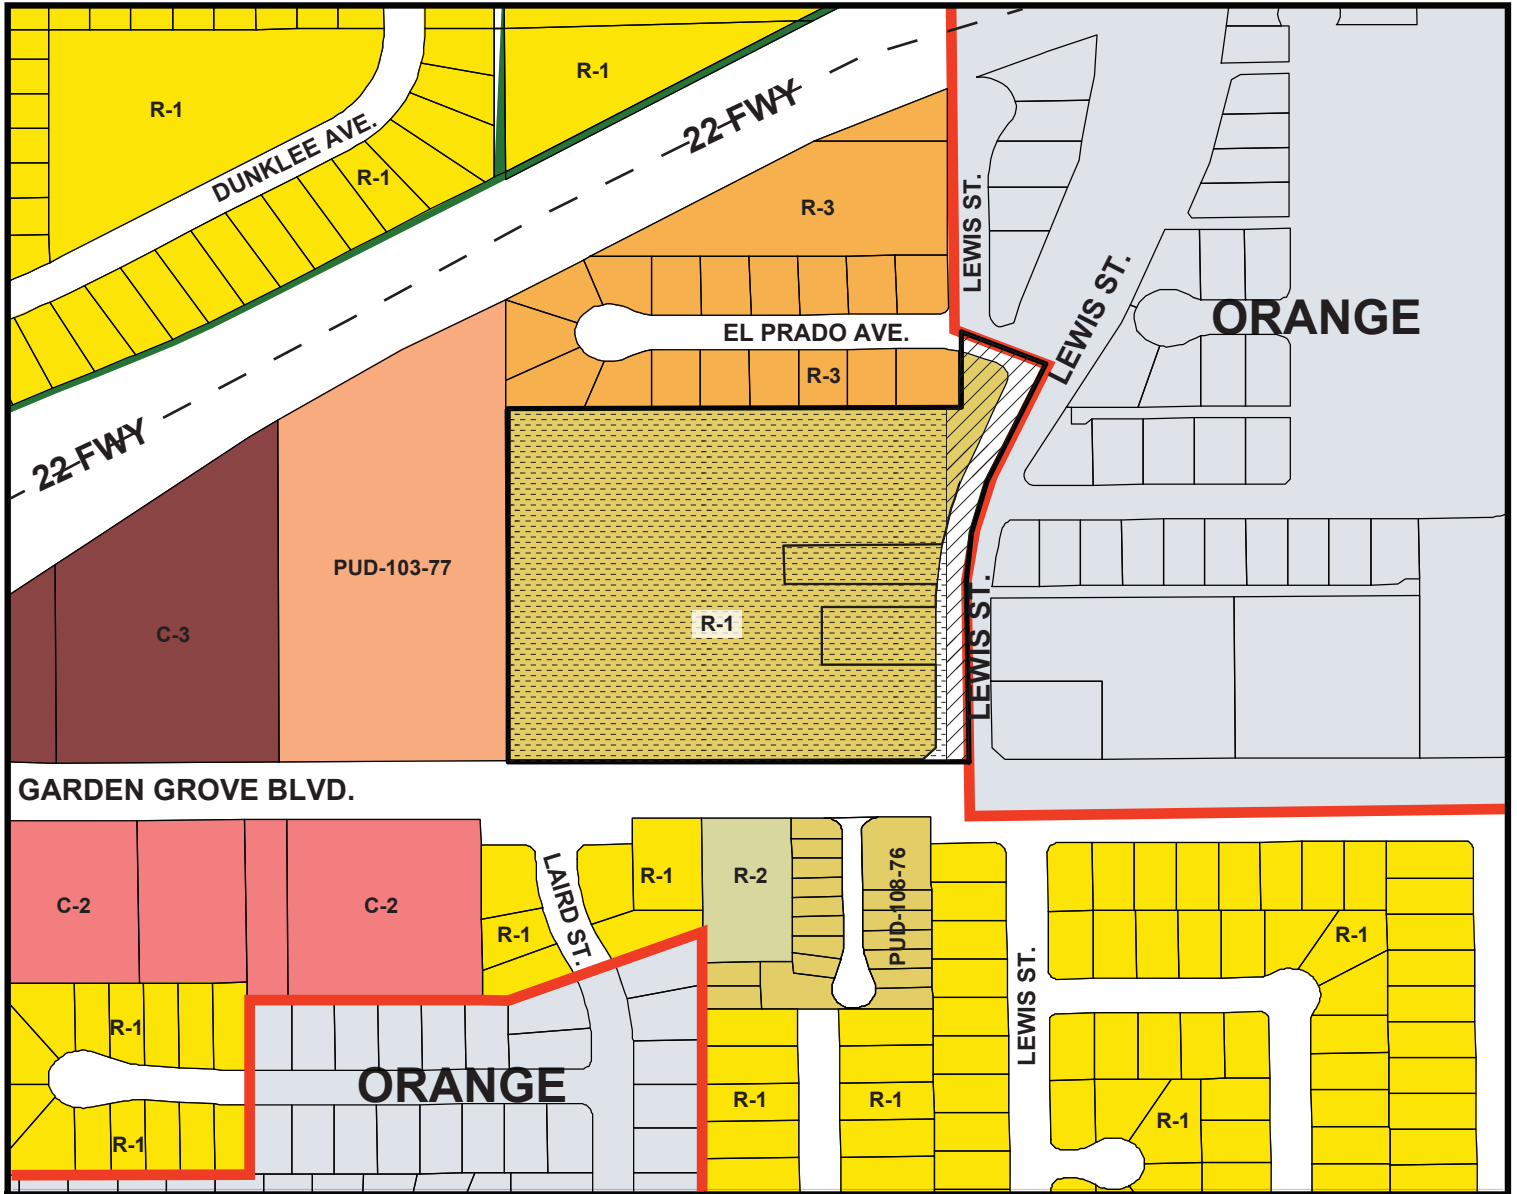 R-1
R-1
DUNKLEE AVE.
R-1
22 FWY
R-3
LEWIS ST.
LEWIS ST.
ORANGE
EL PRADO AVE.
R-3
22 FWY
PUD-103-77
C-3
R-1
LEWIS ST.
GARDEN GROVE BLVD.
C-2
C-2
R-1
LAIRD ST.
R-1
R-2
PUD-108-76
R-1
LEWIS ST.
R-1
ORANGE
R-1
R-1
R-1
R-1